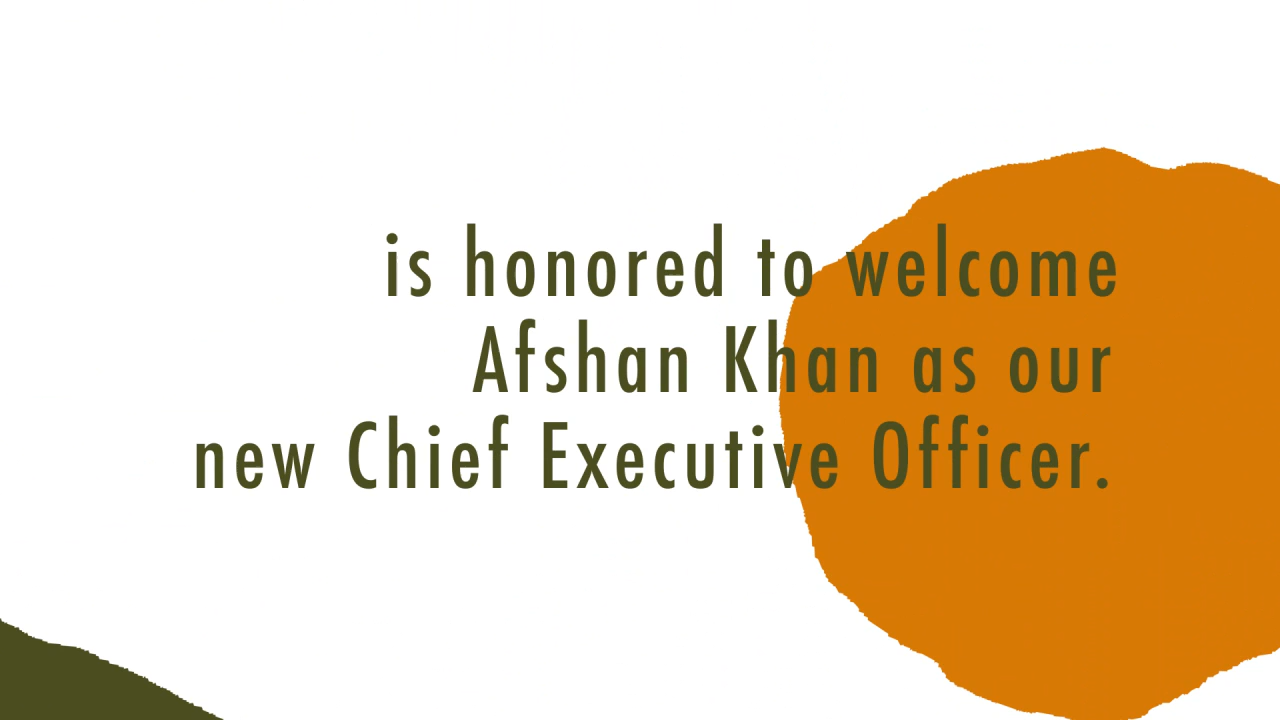 is honored to welcome
Afshan Khan as our
new Chief Executive Officer.